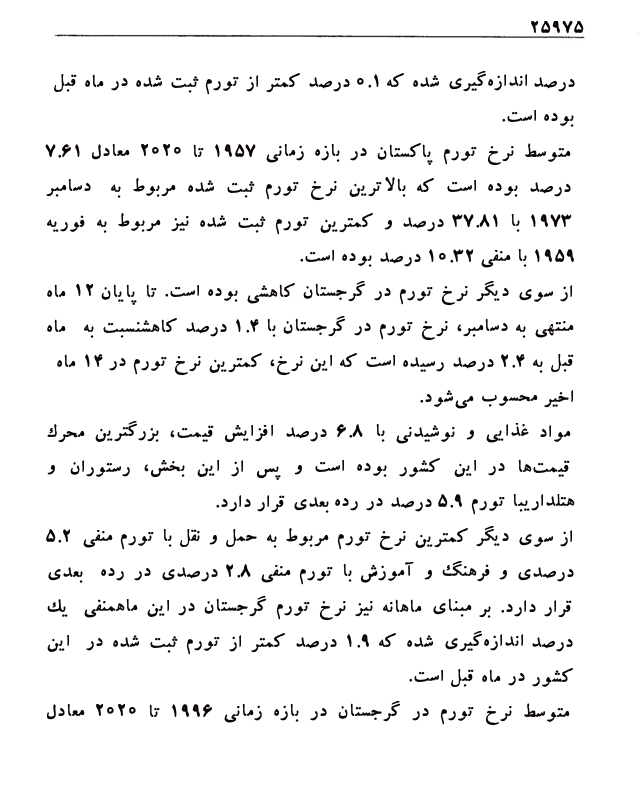 ۲۵۹۷۵
درصد اندازه‌گیری شده که ۰.۱ درصد کمتر از تورم ثبت شده در ماه قبل
بوده است.
متوسط نرخ تورم پاکستان در بازه زمانی ۱۹۵۷ تا ۲۰۲۰ معادل ۷.۶۱
درصد بوده است که بالاترین نرخ تورم ثبت شده مربوط به دسامبر
۱۹۷۳ با ۳۷.۸۱ درصد و کمترین تورم ثبت شده نیز مربوط به فوریه
۱۹۵۹ با منفی ۱۰.۳۲ درصد بوده است.
از سوی دیگر نرخ تورم در گرجستان کاهشی بوده است. تا پایان ۱۲ ماه
منتهی به دسامبر، نرخ تورم در گرجستان با ۱.۴ درصد کاهشنسبت به ماه
قبل به ۲.۴ درصد رسیده است که این نرخ، کمترین نرخ تورم در ۱۴ ماه
اخیر محسوب می‌شود.
مواد غذایی و نوشیدنی با ۶.۸ درصد افزایش قیمت، بزرگترین محرك
قیمت‌ها در این کشور بوده است و پس از این بخش، رستوران و
هتلداریبا تورم ۵.۹ درصد در رده بعدی قرار دارد.
از سوی دیگر کمترین نرخ تورم مربوط به حمل و نقل با تورم منفی ۵.۲
درصدی و فرهنگ و آموزش با تورم منفی ۲.۸ درصدی در رده بعدی
قرار دارد. بر مبنای ماهانه نیز نرخ تورم گرجستان در این ماهمنفی یك
درصد اندازه‌گیری شده که ۱.۹ درصد کمتر از تورم ثبت شده در این
کشور در ماه قبل است.
متوسط نرخ تورم در گرجستان در بازه زمانی ۱۹۹۶ تا ۲۰۲۰ معادل